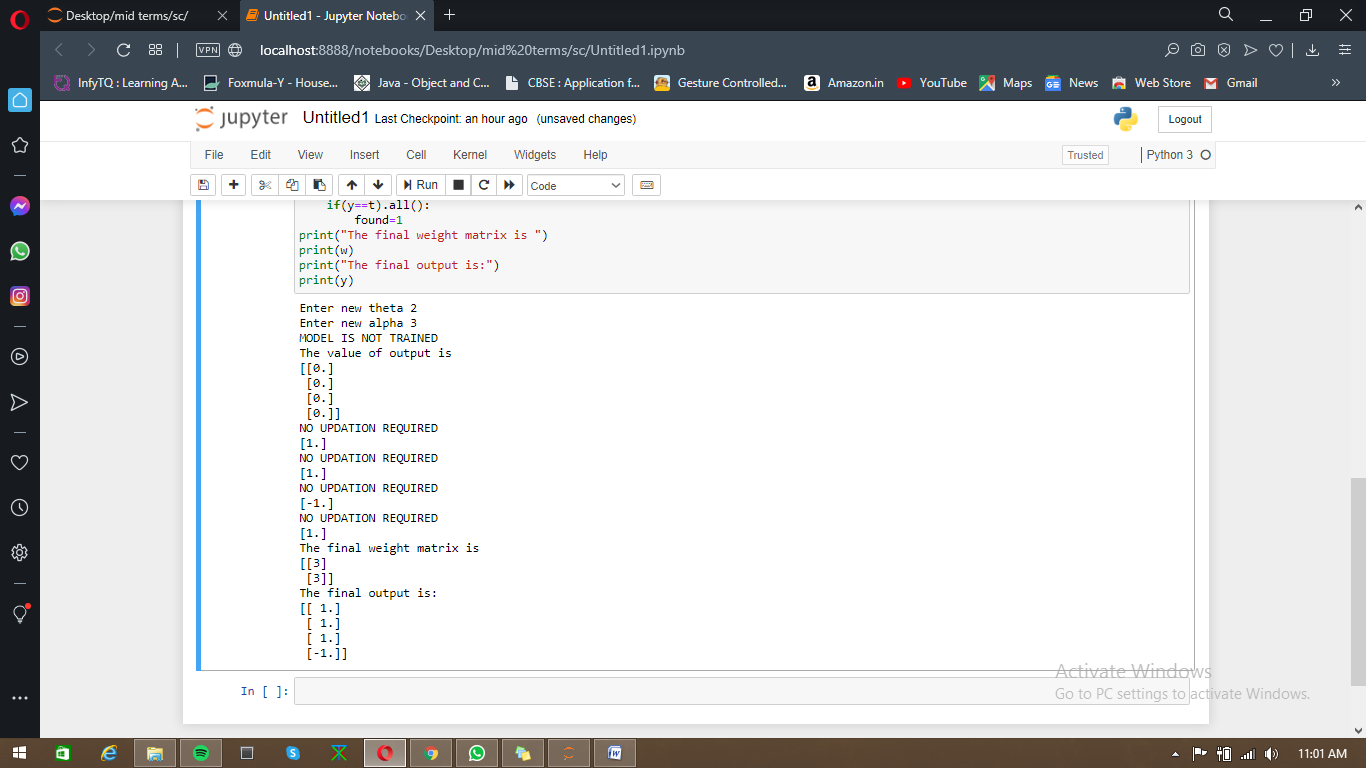 Desktop/mid terms/sc/
Untitled1 - Jupyter Notebo
VPN
localhost:8888/notebooks/Desktop/mid%20terms/sc/Untitled1.ipynb
InfyTQ : Learning A...
Foxmula-Y - House...
Java - Object and C...
CBSE : Application f...
Gesture Controlled...
Amazon.in
YouTube
Maps
News
Web Store
Gmail
jupyter Untitled1 Last Checkpoint: an hour ago (unsaved changes)
Logout
File Edit View Insert Cell Kernel Widgets Help
Trusted
Python 3
Run
Code
if(y==t).all():
found=1
print("The final weight matrix is ")
print(w)
print("The final output is:")
print(y)
Enter new theta 2
Enter new alpha 3
MODEL IS NOT TRAINED
The value of output is
[[0.]
[0.]
[0.]
[0.]]
NO UPDATION REQUIRED
[1.]
NO UPDATION REQUIRED
[1.]
NO UPDATION REQUIRED
[-1.]
NO UPDATION REQUIRED
[1.]
The final weight matrix is
[[3]
[3]]
The final output is:
[[ 1.]
[ 1.]
[ 1.]
[-1.]]
In [ ]:
Activate Windows
Go to PC settings to activate Windows.
11:01 AM